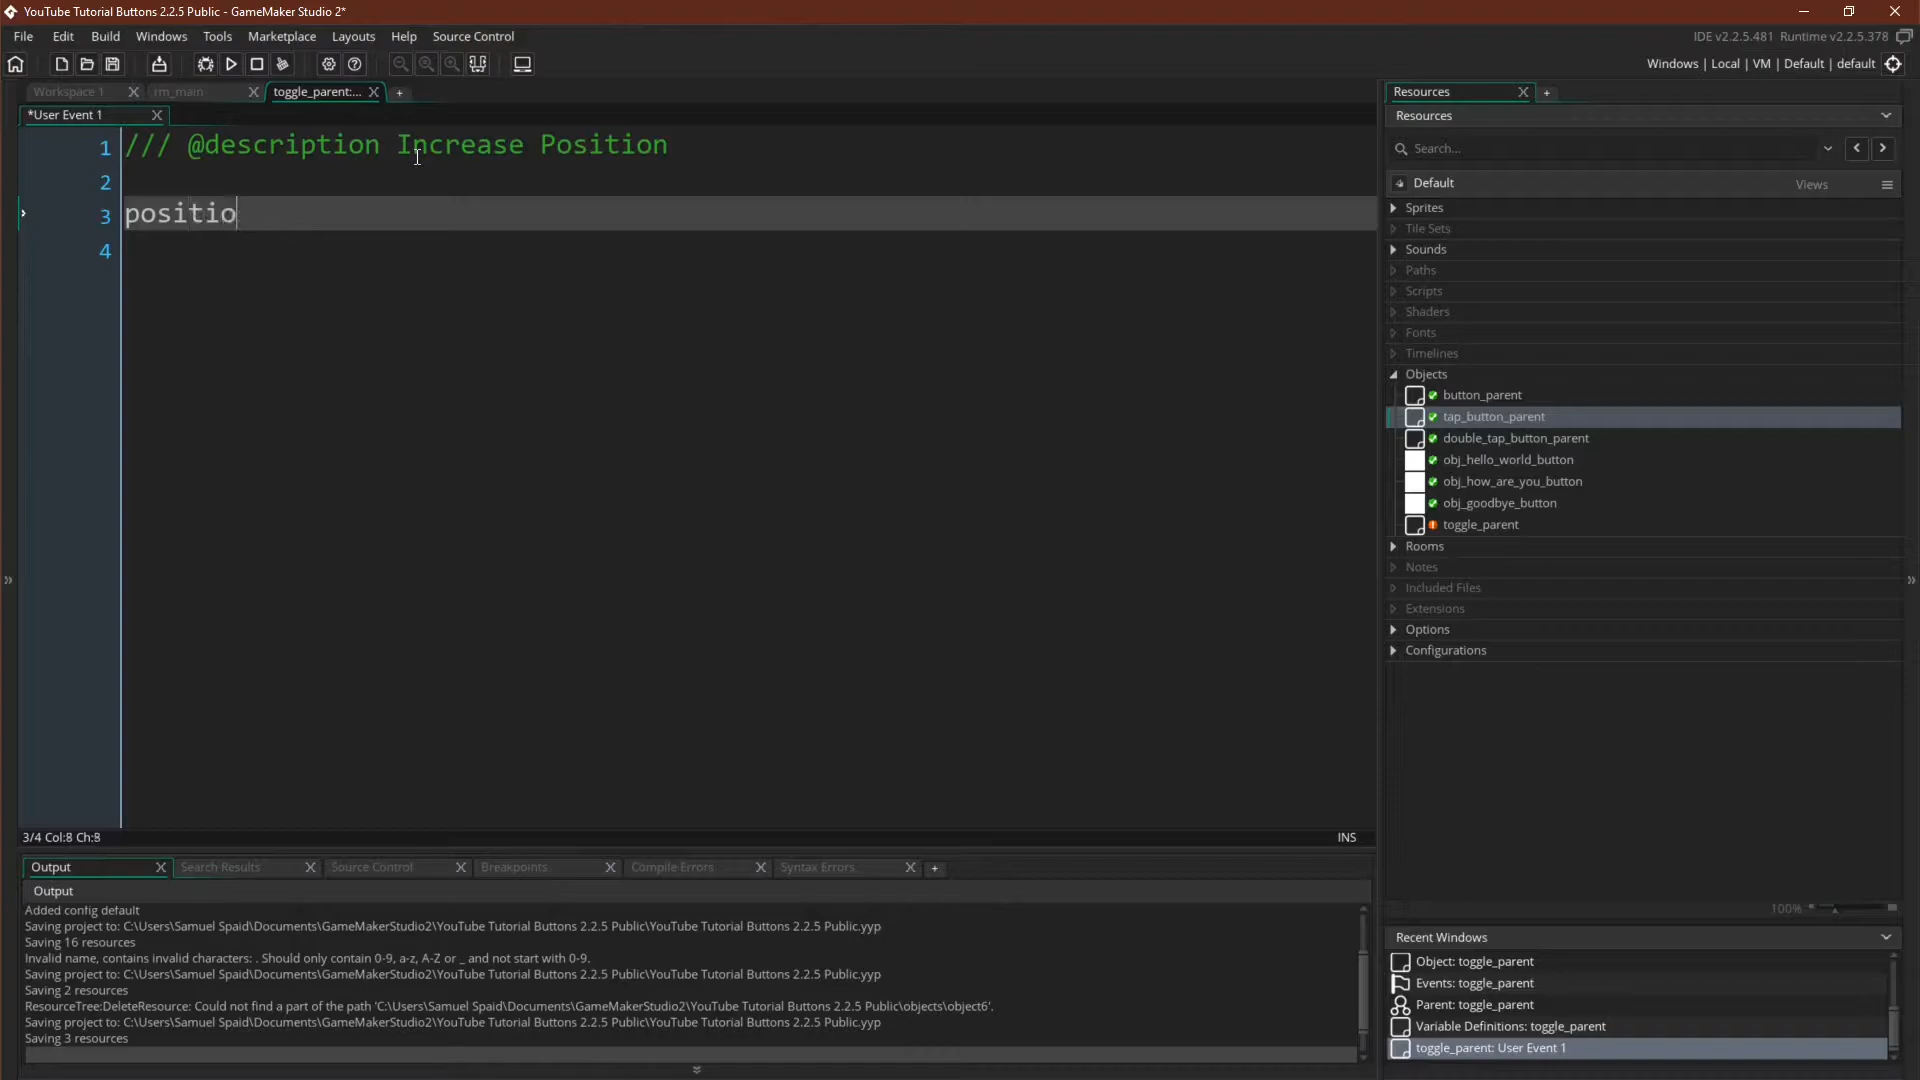 YouTube Tutorial Buttons 2.2.5 Public - GameMaker Studio 2*
File Edit Build Windows Tools Marketplace Layouts Help Source Control
IDE v2.2.5.481 Runtime v2.2.5.378
Windows | Local | VM | Default | default
Workspace 1 rm_main toggle_parent:... +
*User Event 1
1 /// @description Increase Position
2
3 positio
4
3/4 Col:8 Ch:8 INS
Output Search Results Source Control Breakpoints Compile Errors Syntax Errors +
Output
Added config default
Saving project to: C:\Users\Samuel Spaid\Documents\GameMakerStudio2\YouTube Tutorial Buttons 2.2.5 Public\YouTube Tutorial Buttons 2.2.5 Public.yyp
Saving 16 resources
Invalid name, contains invalid characters: . Should only contain 0-9, a-z, A-Z or _ and not start with 0-9.
Saving project to: C:\Users\Samuel Spaid\Documents\GameMakerStudio2\YouTube Tutorial Buttons 2.2.5 Public\YouTube Tutorial Buttons 2.2.5 Public.yyp
Saving 2 resources
ResourceTree:DeleteResource: Could not find a part of the path 'C:\Users\Samuel Spaid\Documents\GameMakerStudio2\YouTube Tutorial Buttons 2.2.5 Public\objects\object6'.
Saving project to: C:\Users\Samuel Spaid\Documents\GameMakerStudio2\YouTube Tutorial Buttons 2.2.5 Public\YouTube Tutorial Buttons 2.2.5 Public.yyp
Saving 3 resources
Resources +
Resources
Search...
Default Views
Sprites
Tile Sets
Sounds
Paths
Scripts
Shaders
Fonts
Timelines
Objects
button_parent
tap_button_parent
double_tap_button_parent
obj_hello_world_button
obj_how_are_you_button
obj_goodbye_button
toggle_parent
Rooms
Notes
Included Files
Extensions
Options
Configurations
100%
Recent Windows
Object: toggle_parent
Events: toggle_parent
Parent: toggle_parent
Variable Definitions: toggle_parent
toggle_parent: User Event 1